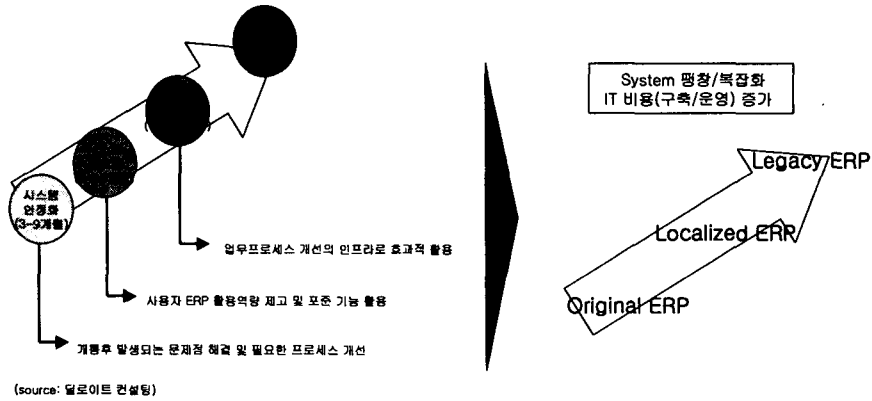 시스템
안정화
(3-9개월)
업무프로세스 개선의 인프라로 효과적 활용
사용자 ERP 활용역량 제고 및 표준 기능 활용
개통후 발생되는 문제점 해결 및 필요한 프로세스 개선
(source: 딜로이트 컨설팅)
System 팽창/복잡화
IT 비용(구축/운영) 증가
Legacy ERP
Localized ERP
Original ERP